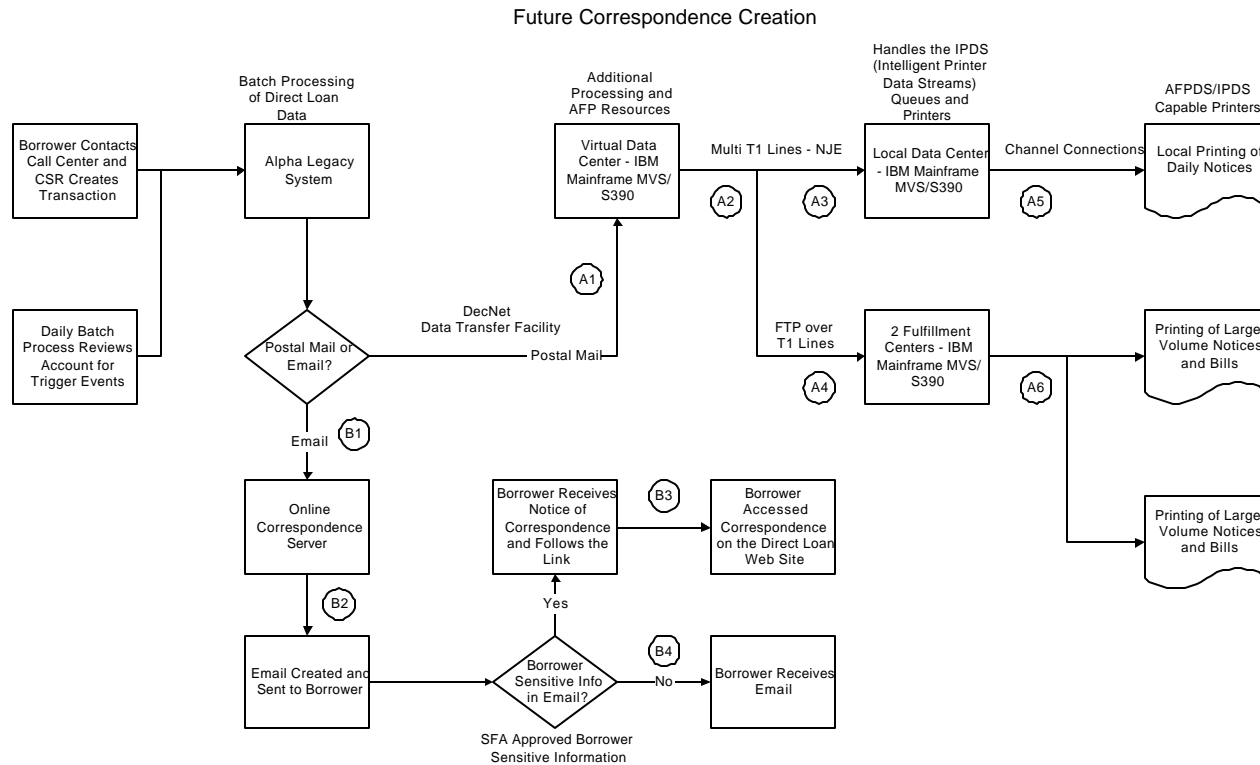 Future Correspondence Creation
Batch Processing
of Direct Loan
Data
Additional
Processing and
AFP Resources
Handles the IPDS
(Intelligent Printer
Data Streams)
Queues and
Printers
AFPDS/IPDS
Capable Printers
Borrower Contacts
Call Center and
CSR Creates
Transaction
Alpha Legacy
System
Virtual Data
Center - IBM
Mainframe MVS/
S390
Multi T1 Lines - NJE
A2
A3
Local Data Center
- IBM Mainframe
MVS/S390
Channel Connections
A5
Local Printing of
Daily Notices
A1
Daily Batch
Process Reviews
Account for
Trigger Events
Postal Mail or
Email?
DecNet
Data Transfer Facility
Postal Mail
FTP over
T1 Lines
A4
2 Fulfillment
Centers - IBM
Mainframe MVS/
S390
A6
Printing of Large
Volume Notices
and Bills
Email
B1
Online
Correspondence
Server
Borrower Receives
Notice of
Correspondence
and Follows the
Link
B3
Borrower
Accessed
Correspondence
on the Direct Loan
Web Site
Printing of Large
Volume Notices
and Bills
B2
Yes
Email Created and
Sent to Borrower
Borrower
Sensitive Info
in Email?
B4
No
Borrower Receives
Email
SFA Approved Borrower
Sensitive Information